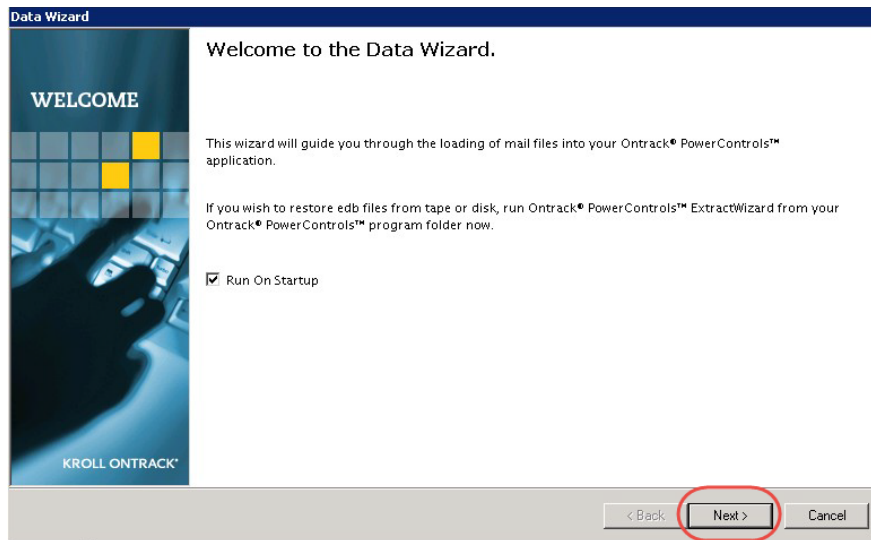 Data Wizard
Welcome to the Data Wizard.
WELCOME
This wizard will guide you through the loading of mail files into your Ontrack® PowerControls™
application.
If you wish to restore edb files from tape or disk, run Ontrack® PowerControls™ ExtractWizard from your
Ontrack® PowerControls™ program folder now.
Run On Startup
KROLL ONTRACK®
< Back
Next >
Cancel